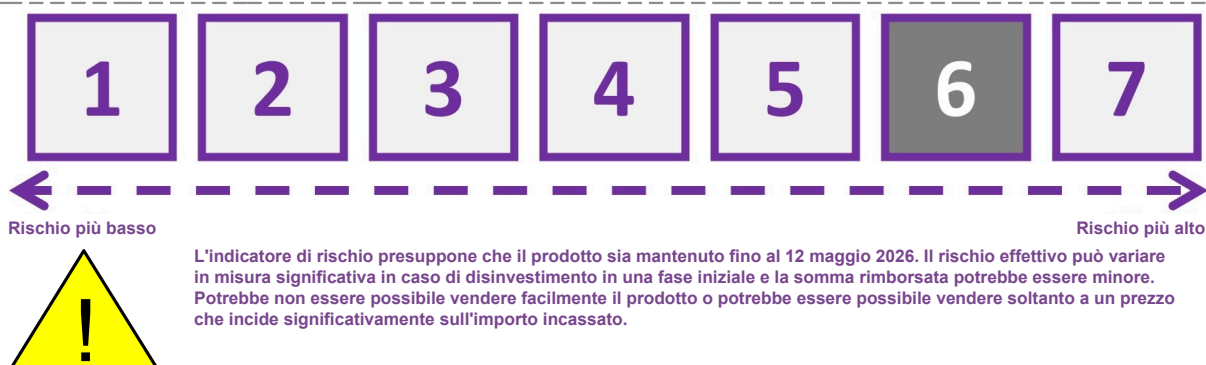 1 2 3 4 5 6 7
Rischio più basso Rischio più alto
L'indicatore di rischio presuppone che il prodotto sia mantenuto fino al 12 maggio 2026. Il rischio effettivo può variare
in misura significativa in caso di disinvestimento in una fase iniziale e la somma rimborsata potrebbe essere minore.
Potrebbe non essere possibile vendere facilmente il prodotto o potrebbe essere possibile vendere soltanto a un prezzo
che incide significativamente sull'importo incassato.
!